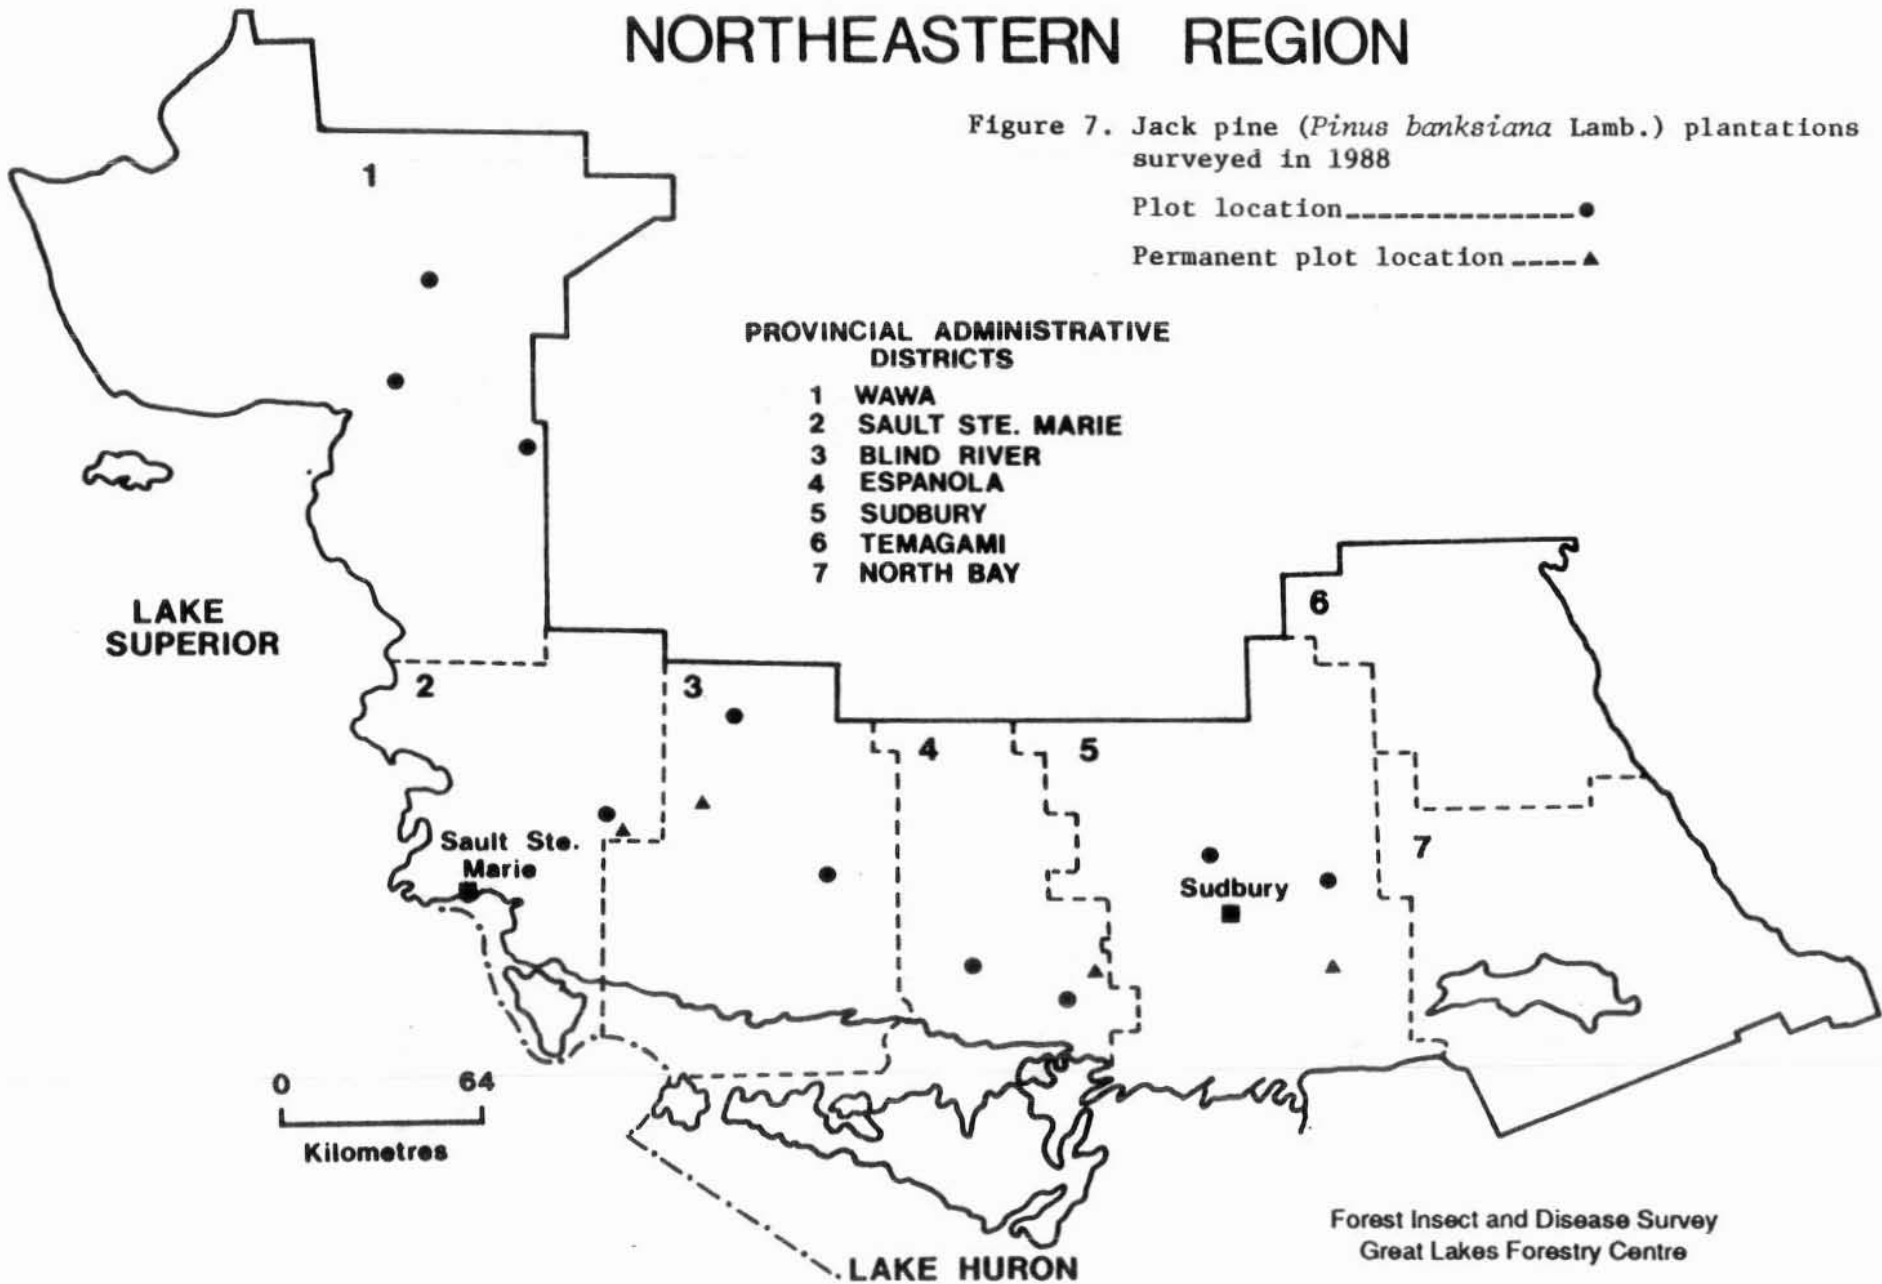 NORTHEASTERN REGION
Figure 7. Jack pine (Pinus banksiana Lamb.) plantations
surveyed in 1988
Plot location
Permanent plot location
PROVINCIAL ADMINISTRATIVE
DISTRICTS
1 WAWA
2 SAULT STE. MARIE
3 BLIND RIVER
4 ESPANOLA
5 SUDBURY
6 TEMAGAMI
7 NORTH BAY
1
LAKE
SUPERIOR
2
3
4
5
6
7
Sault Ste.
Marie
Sudbury
0 64
Kilometres
LAKE HURON
Forest Insect and Disease Survey
Great Lakes Forestry Centre